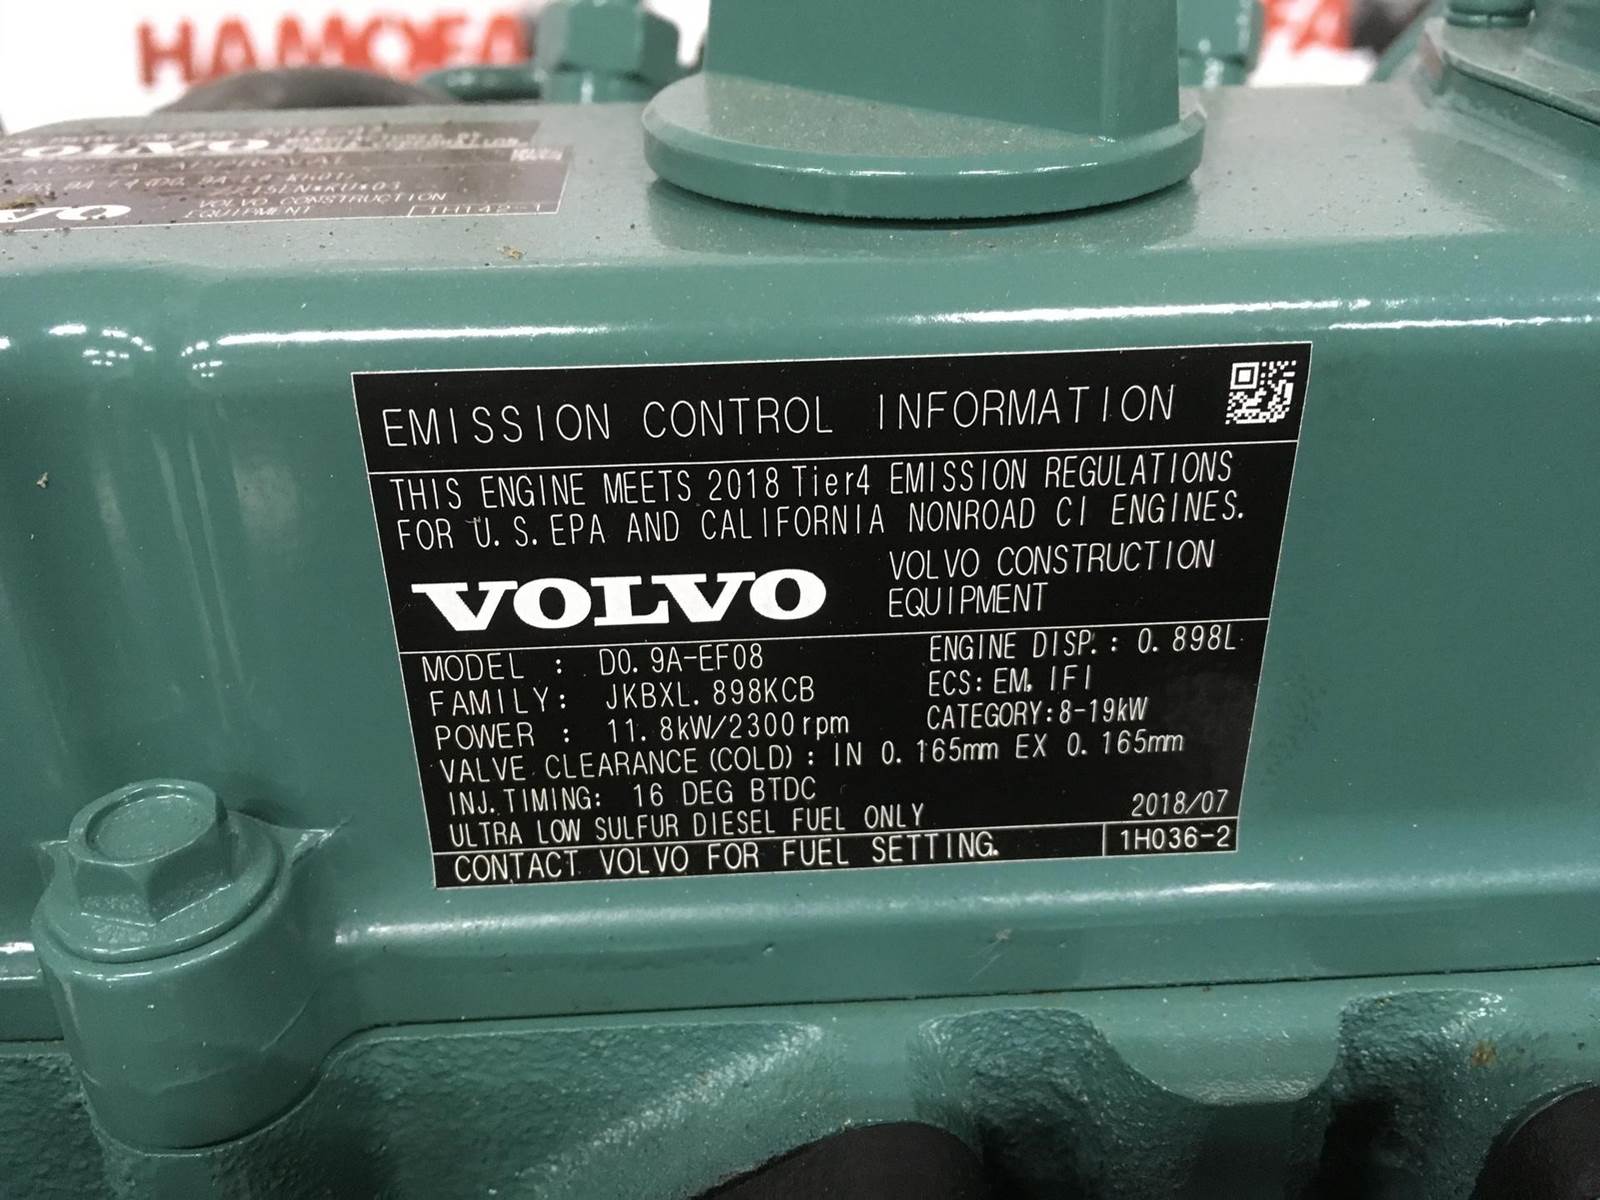 HAMOFA
VOLVO
VOLVO CONSTRUCTION
EQUIPMENT
1H142-1
EMISSION CONTROL INFORMATION
THIS ENGINE MEETS 2018 Tier4 EMISSION REGULATIONS
FOR U.S.EPA AND CALIFORNIA NONROAD CI ENGINES.
VOLVO
VOLVO CONSTRUCTION
EQUIPMENT
MODEL : D0.9A-EF08
ENGINE DISP.: 0.898L
FAMILY: JKBXL.898KCB
ECS: EM, IFI
POWER : 11.8kW/2300rpm
CATEGORY:8-19kW
VALVE CLEARANCE(COLD): IN 0.165mm EX 0.165mm
INJ.TIMING: 16 DEG BTDC
ULTRA LOW SULFUR DIESEL FUEL ONLY
2018/07
CONTACT VOLVO FOR FUEL SETTING.
1H036-2